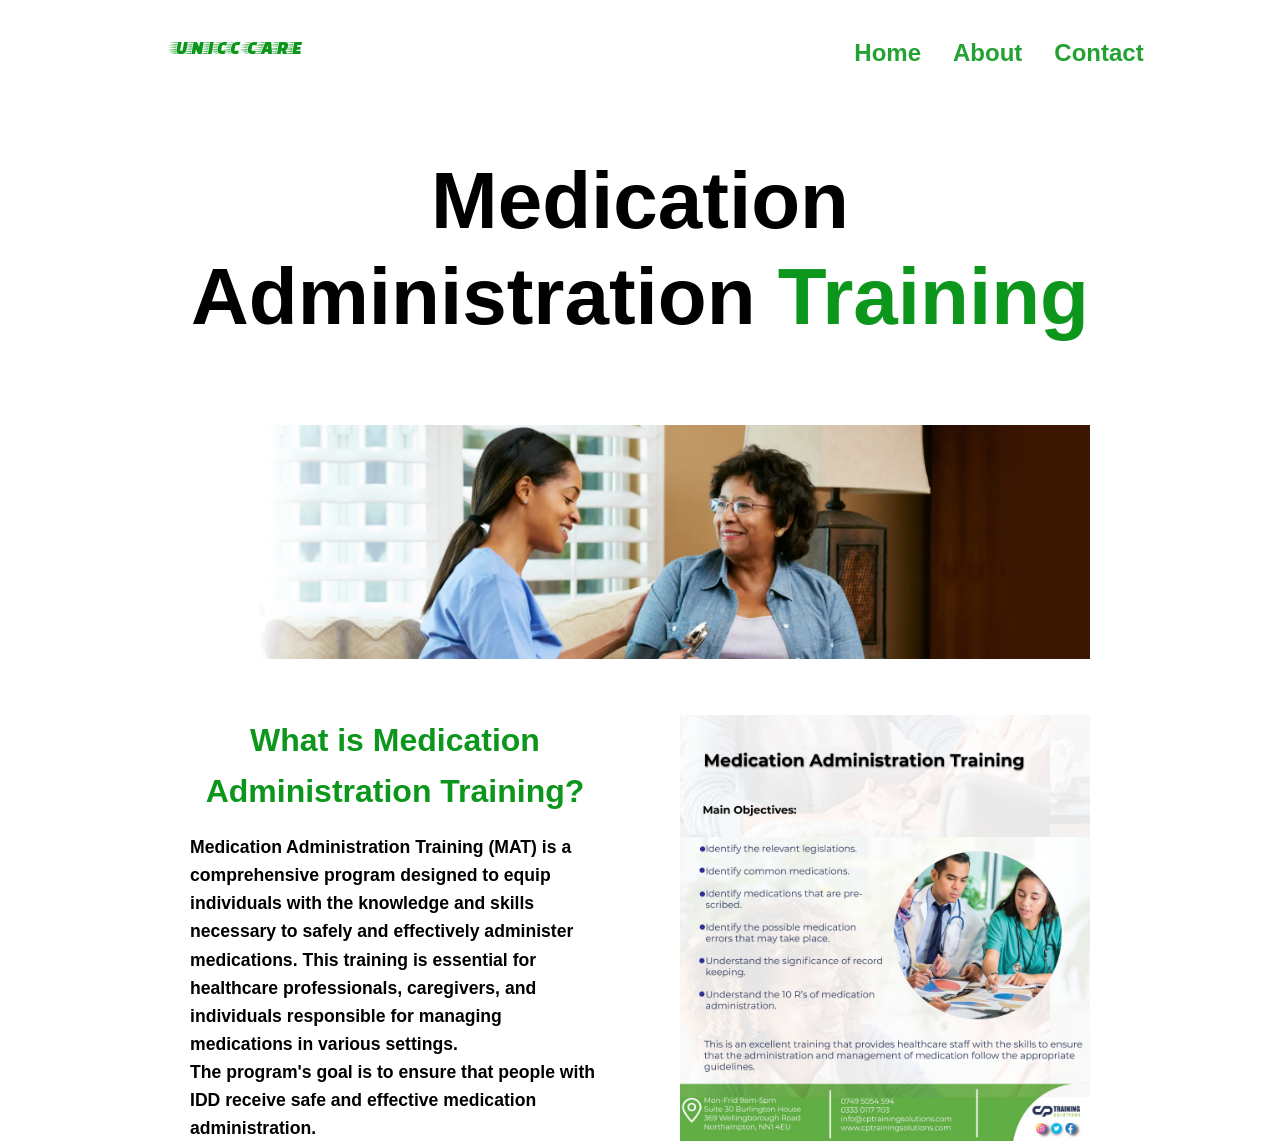 UNICC CARE
Home About Contact
Medication
Administration Training
What is Medication
Administration Training?
Medication Administration Training (MAT) is a
comprehensive program designed to equip
individuals with the knowledge and skills
necessary to safely and effectively administer
medications. This training is essential for
healthcare professionals, caregivers, and
individuals responsible for managing
medications in various settings.
The program's goal is to ensure that people with
IDD receive safe and effective medication
administration.
Medication Administration Training
Main Objectives:
Identify the relevant legislations.
Identify common medications.
Identify medications that are pre-
scribed.
Identify the possible medication
errors that may take place.
Understand the significance of record
keeping.
Understand the 10 R's of medication
administration.
This is an excellent training that provides healthcare staff with the skills to ensure
that the administration and management of medication follow the appropriate
guidelines.
Mon-Frid 9am-5pm
Suite 30 Burlington House
369 Wellingborough Road
Northampton, NN1 4EU
0749 5054 594
0333 0117 703
info@cptrainingsolutions.com
www.cptrainingsolutions.com
CP TRAINING
SOLUTIONS